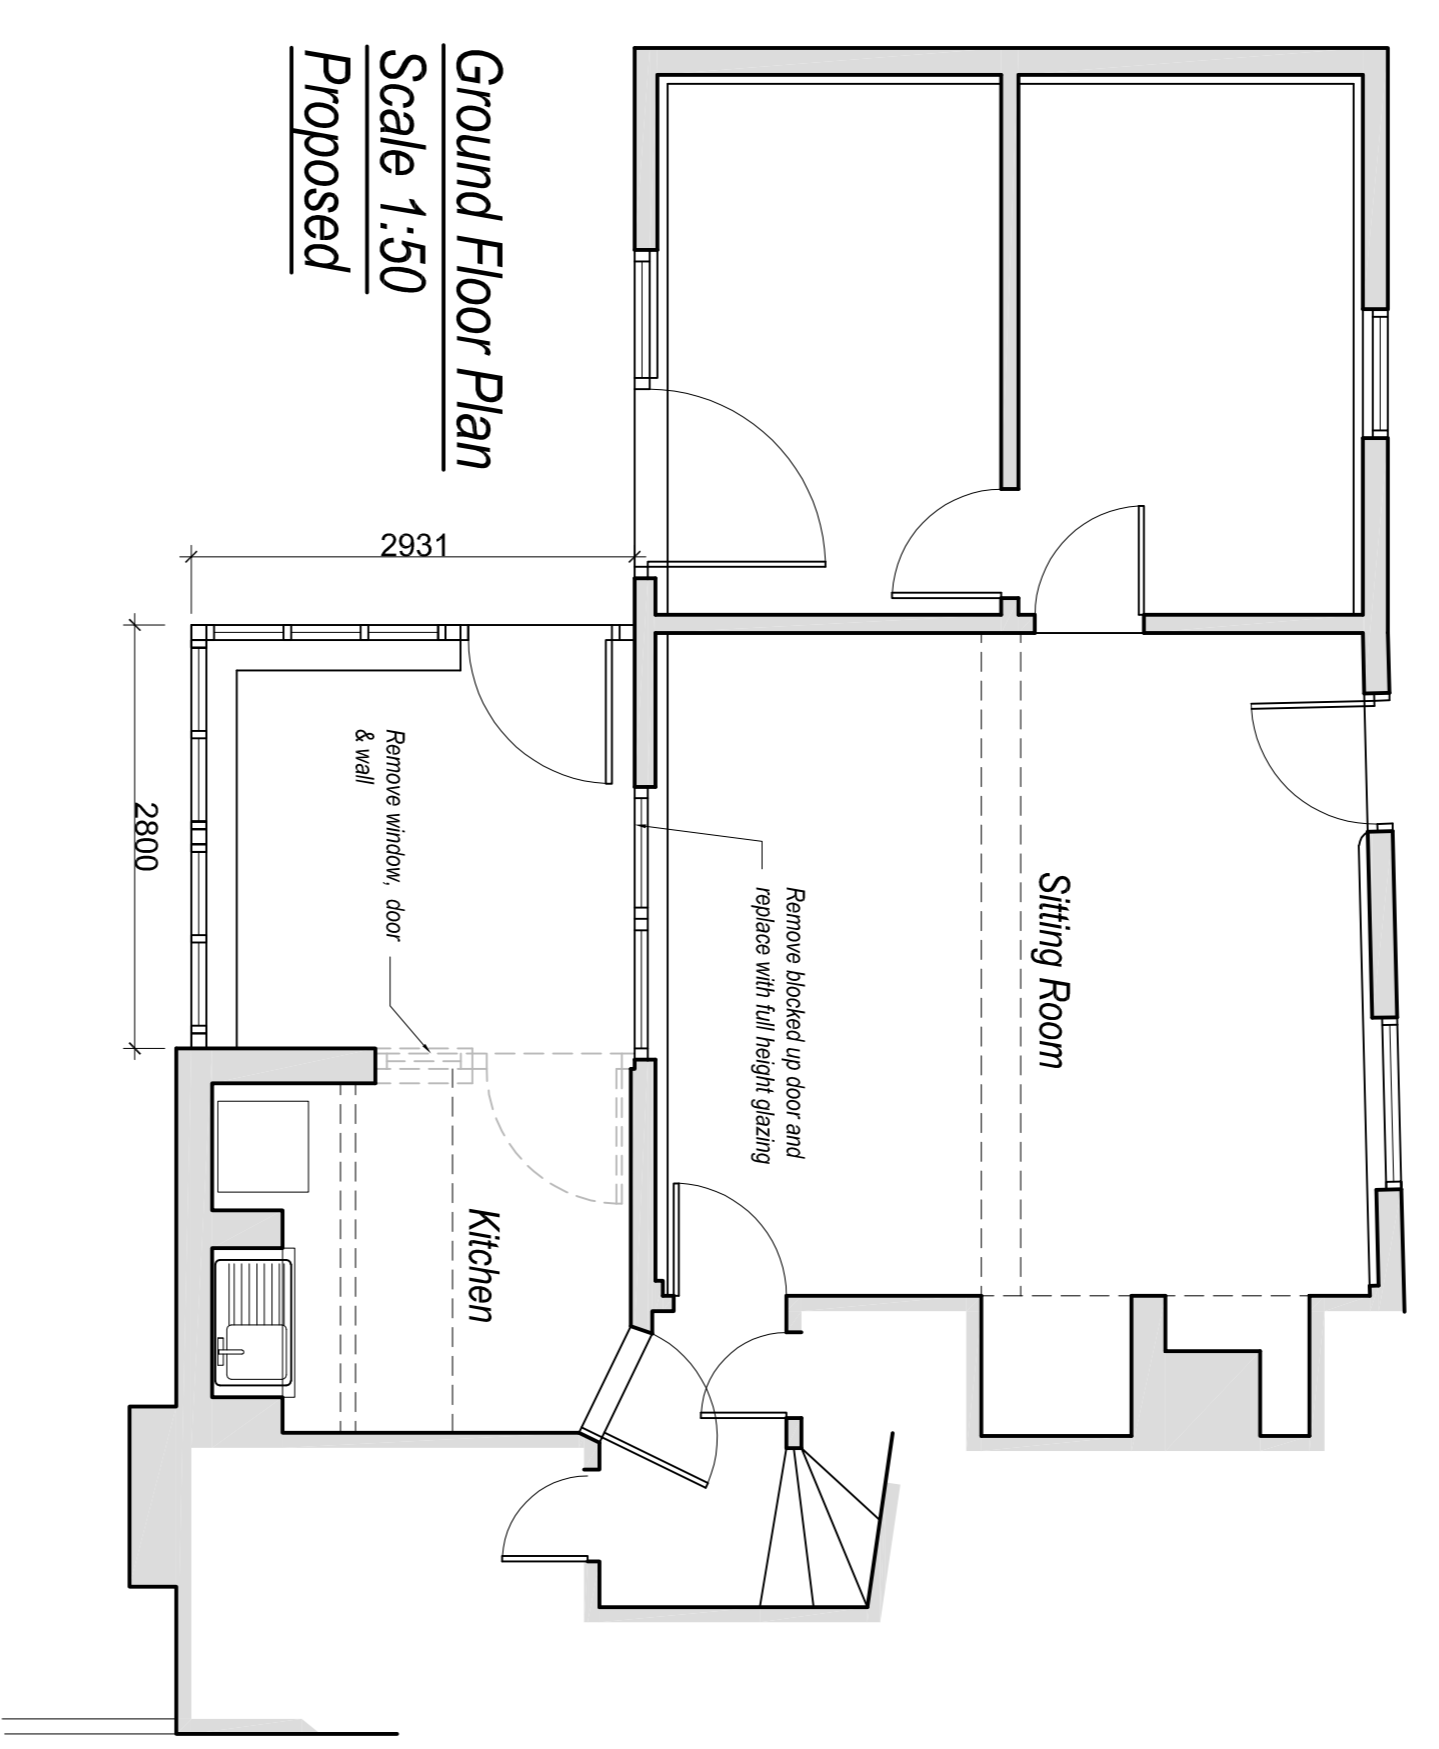 Ground Floor Plan
Scale 1:50
Proposed
2931
2800
Remove window, door
& wall
Remove blocked up door and
replace with full height glazing
Sitting Room
Kitchen